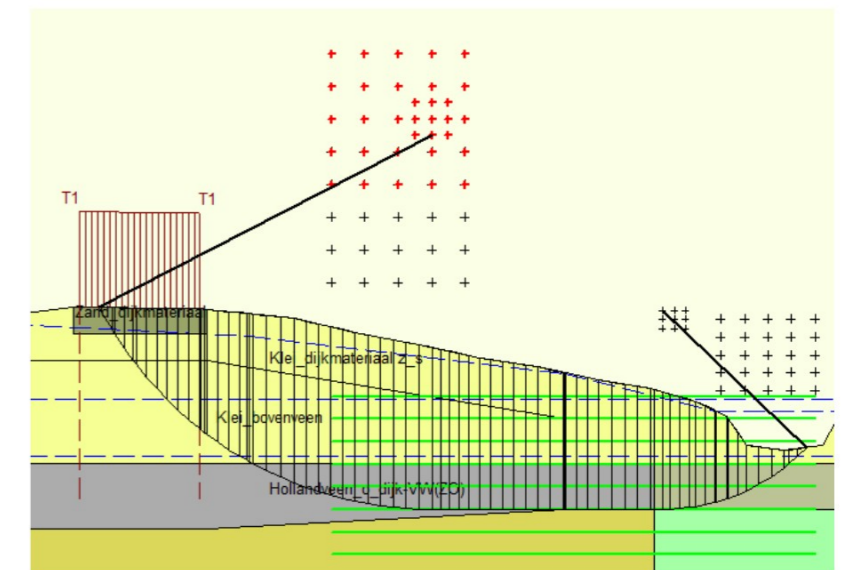 T1
T1
Zand_dijkmateriaal
Klei_dijkmateriaal z_s
Klei_bovenveen
Hollandveen_o_dijk-VW(ZO)